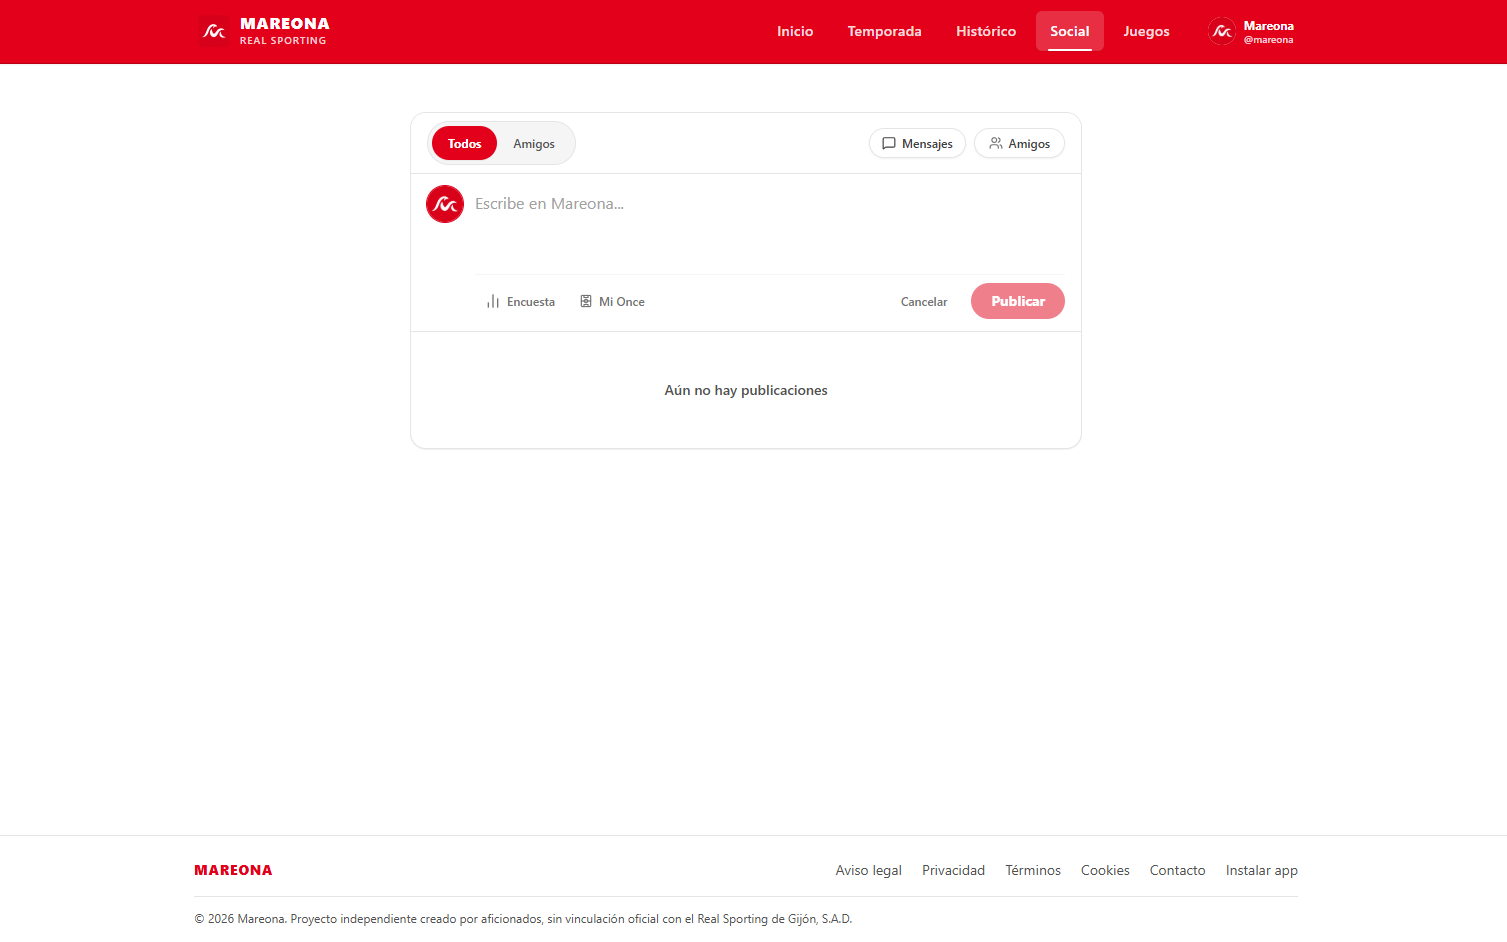 MAREONA
REAL SPORTING
Inicio Temporada Histórico Social Juegos
Mareona
@mareona
Todos Amigos Mensajes Amigos
Escribe en Mareona...
Encuesta Mi Once Cancelar Publicar
Aún no hay publicaciones
MAREONA Aviso legal Privacidad Términos Cookies Contacto Instalar app
© 2026 Mareona. Proyecto independiente creado por aficionados, sin vinculación oficial con el Real Sporting de Gijón, S.A.D.